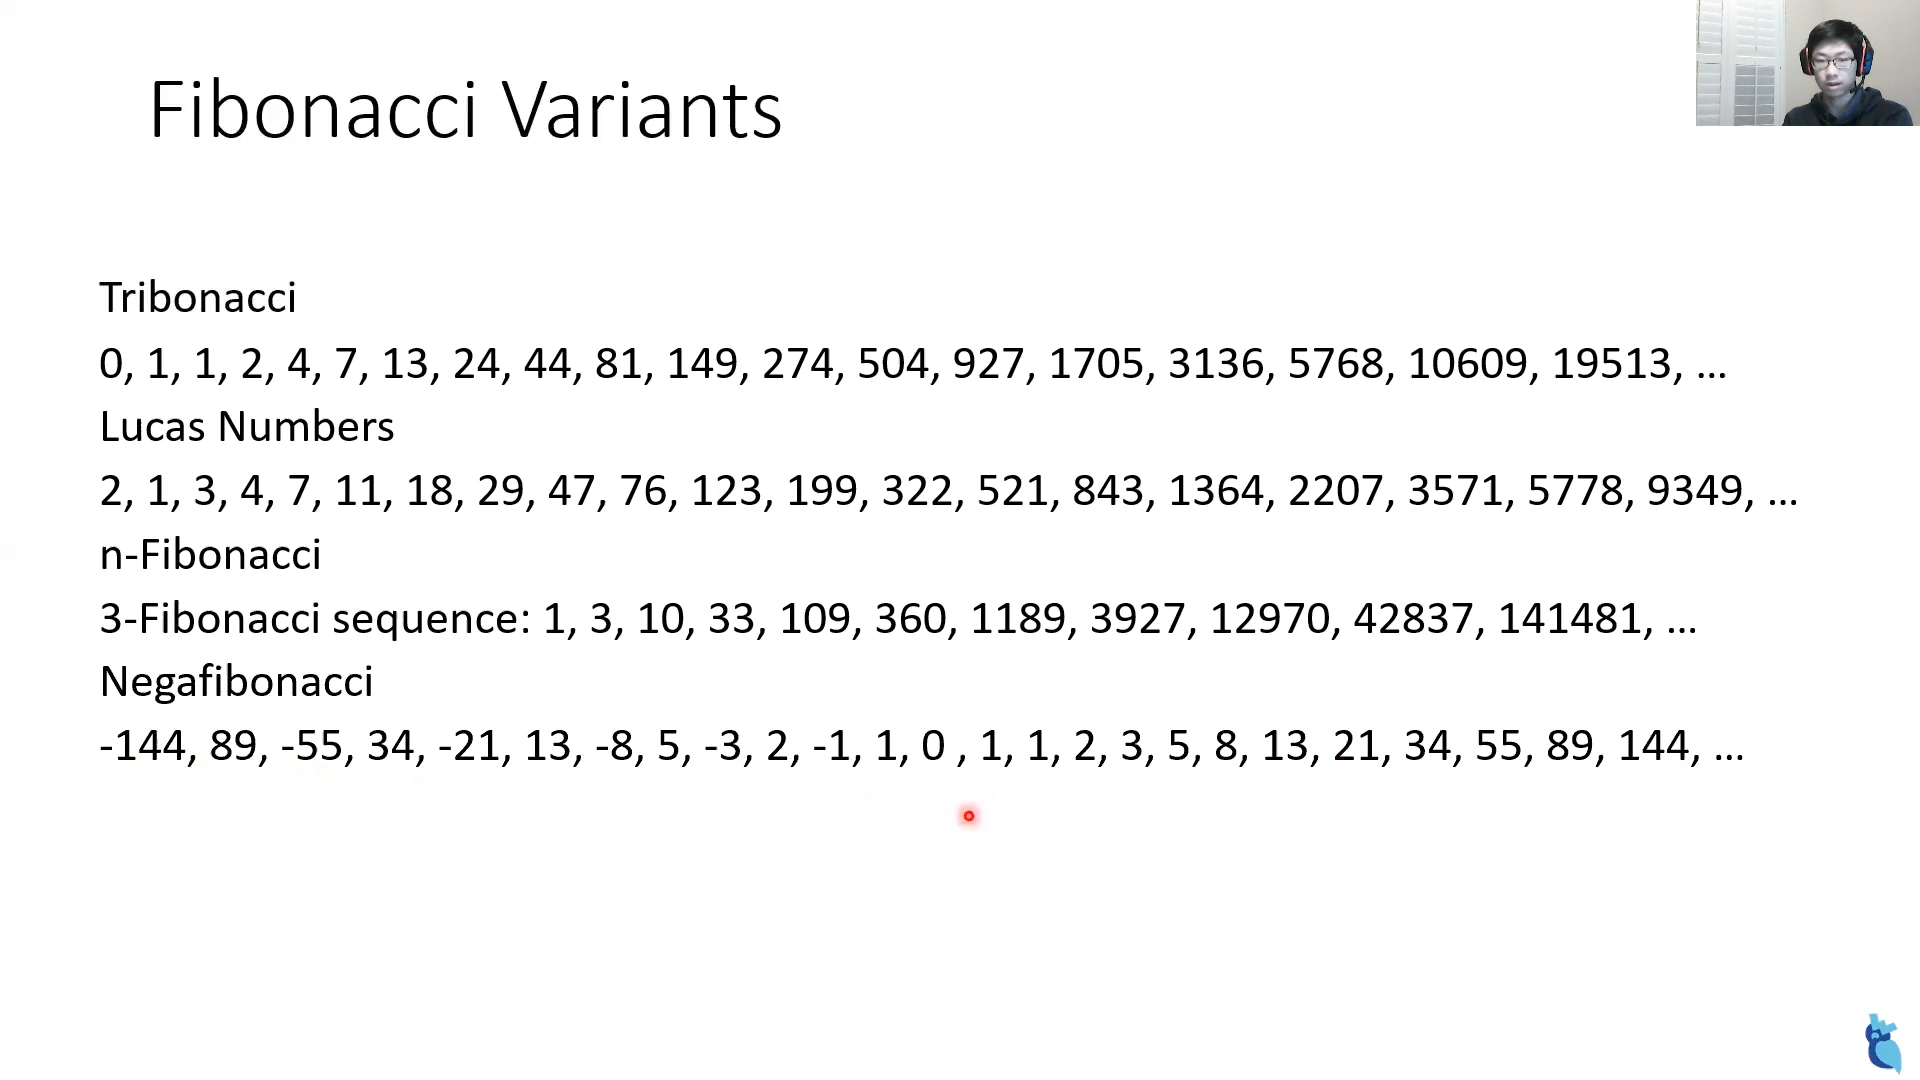 Fibonacci Variants
Tribonacci
0, 1, 1, 2, 4, 7, 13, 24, 44, 81, 149, 274, 504, 927, 1705, 3136, 5768, 10609, 19513, …
Lucas Numbers
2, 1, 3, 4, 7, 11, 18, 29, 47, 76, 123, 199, 322, 521, 843, 1364, 2207, 3571, 5778, 9349, …
n-Fibonacci
3-Fibonacci sequence: 1, 3, 10, 33, 109, 360, 1189, 3927, 12970, 42837, 141481, …
Negafibonacci
-144, 89, -55, 34, -21, 13, -8, 5, -3, 2, -1, 1, 0 , 1, 1, 2, 3, 5, 8, 13, 21, 34, 55, 89, 144, …